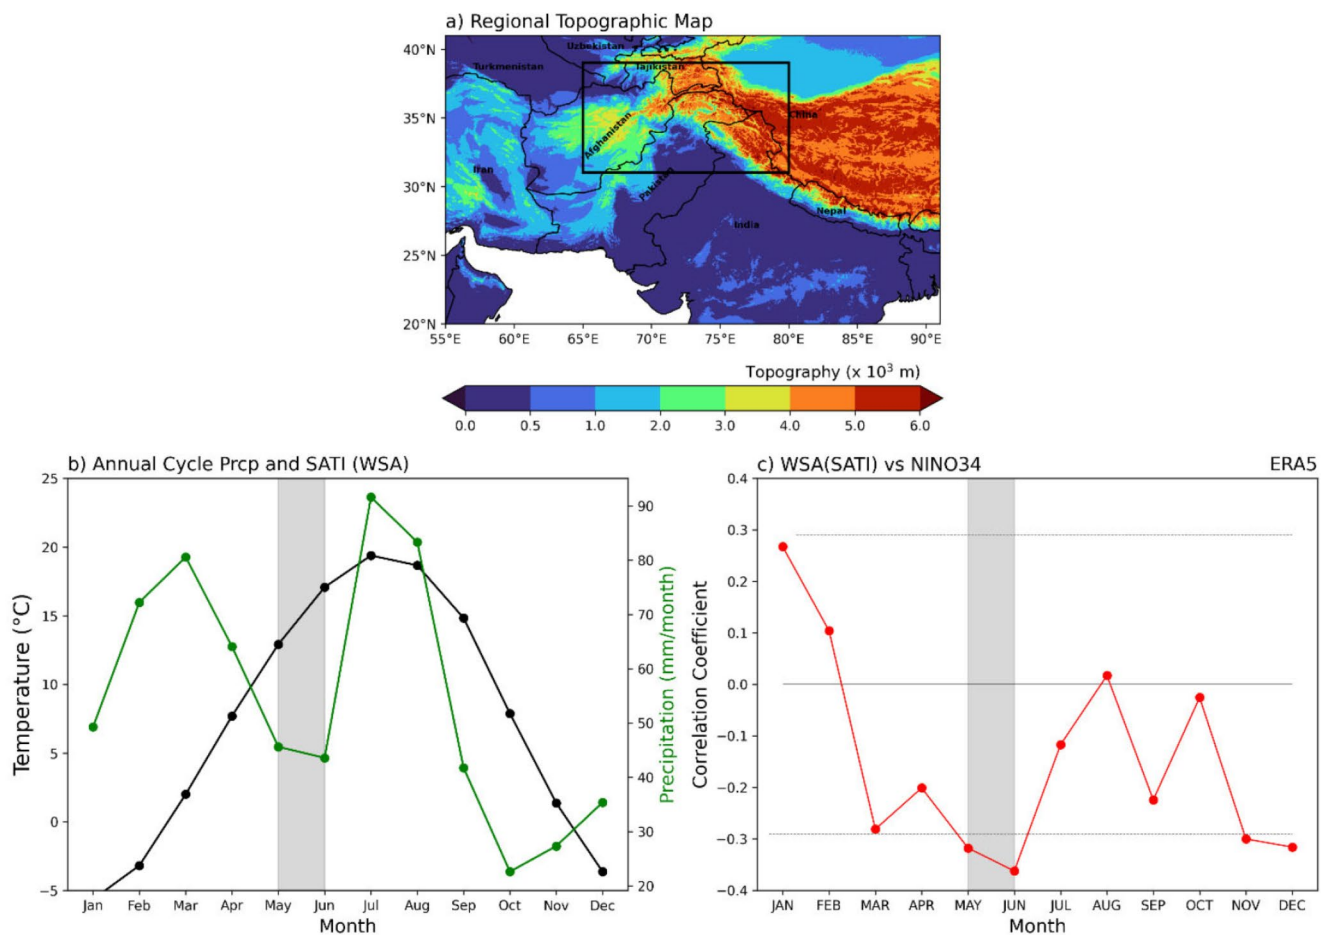 a) Regional Topographic Map
40°N
35°N
30°N
25°N
20°N
Uzbekistan
Turkmenistan
Tajikistan
China
Afghanistan
Iran
Pakistan
Nepal
India
55°E 60°E 65°E 70°E 75°E 80°E 85°E 90°E
Topography (x 10³ m)
0.0 0.5 1.0 2.0 3.0 4.0 5.0 6.0
b) Annual Cycle Prcp and SATI (WSA)
Temperature (°C)
25
20
15
10
5
0
−5
90
80
70
60
50
40
30
20
Precipitation (mm/month)
Jan Feb Mar Apr May Jun Jul Aug Sep Oct Nov Dec
Month
c) WSA(SATI) vs NINO34 ERA5
Correlation Coefficient
0.4
0.3
0.2
0.1
0.0
−0.1
−0.2
−0.3
−0.4
JAN FEB MAR APR MAY JUN JUL AUG SEP OCT NOV DEC
Month